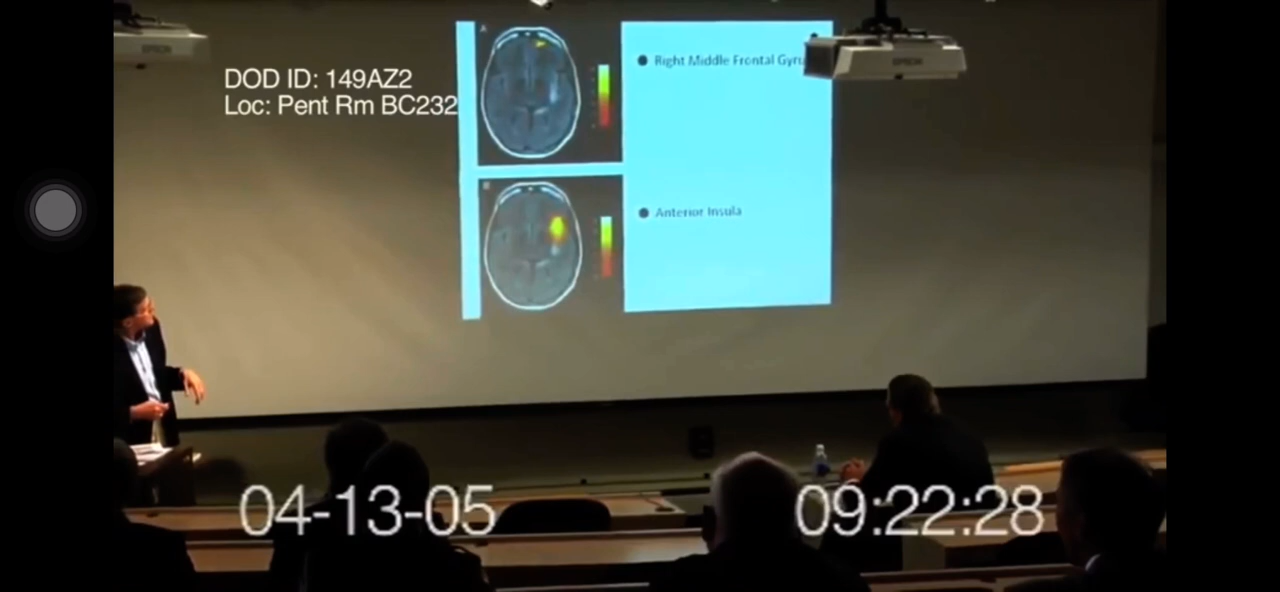 EPSON
DOD ID: 149AZ2
Loc: Pent Rm BC232
A
Right Middle Frontal Gyru
EPSON
B
Anterior Insula
04-13-05
09:22:28